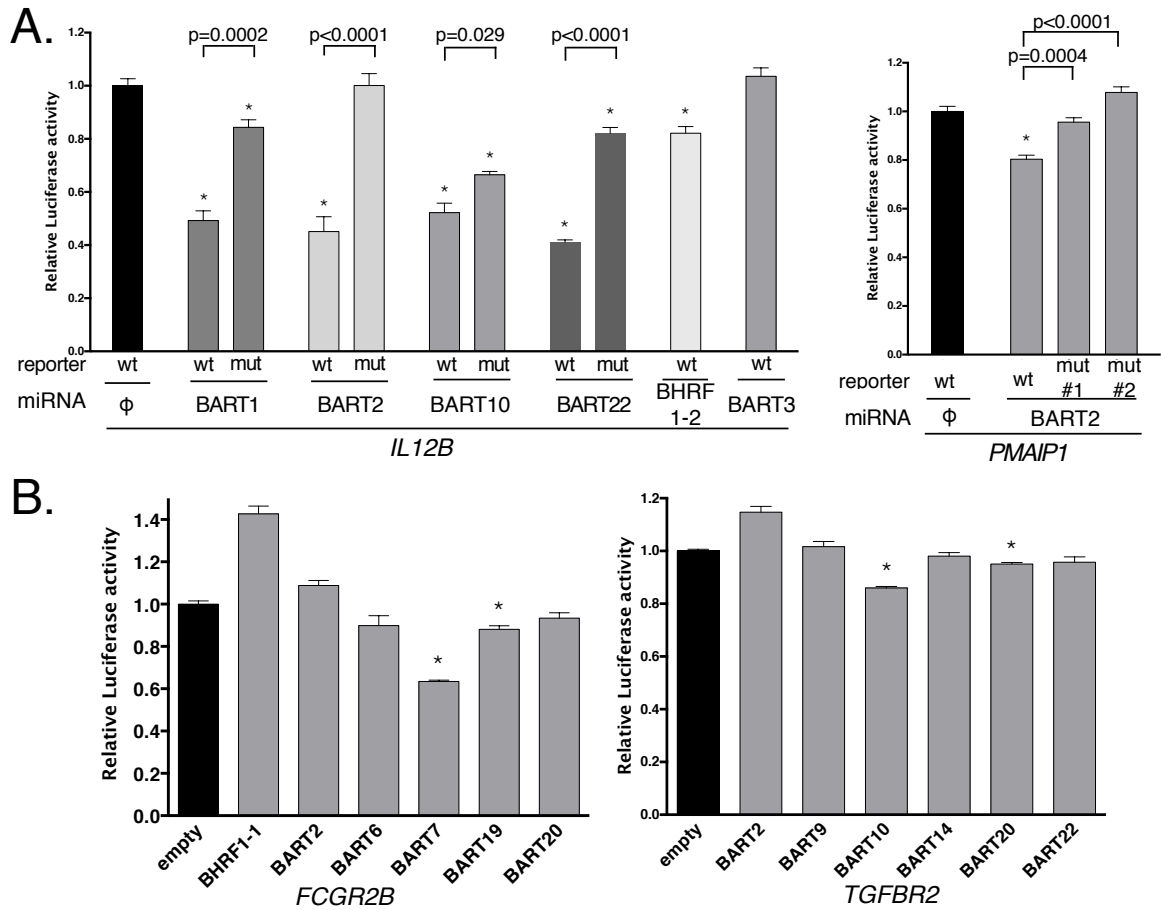 A.
p=0.0002 p<0.0001 p=0.029 p<0.0001
Relative Luciferase activity
1.2
1.0
0.8
0.6
0.4
0.2
0.0
* * * * * * * *
reporter wt wt mut wt mut wt mut wt mut wt wt
miRNA ϕ BART1 BART2 BART10 BART22 BHRF 1-2 BART3
IL12B
p<0.0001
p=0.0004
Relative Luciferase activity
1.2
1.0
0.8
0.6
0.4
0.2
0.0
*
reporter wt wt mut #1 mut #2
miRNA ϕ BART2
PMAIP1
B.
Relative Luciferase activity
1.4
1.2
1.0
0.8
0.6
0.4
0.2
0.0
* *
empty BHRF1-1 BART2 BART6 BART7 BART19 BART20
FCGR2B
Relative Luciferase activity
1.2
1.0
0.8
0.6
0.4
0.2
0.0
* *
empty BART2 BART9 BART10 BART14 BART20 BART22
TGFBR2